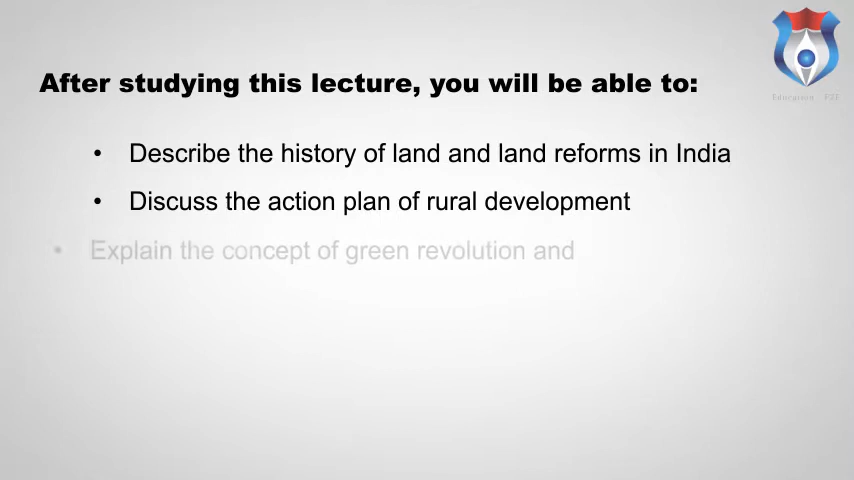 After studying this lecture, you will be able to:
• Describe the history of land and land reforms in India
• Discuss the action plan of rural development
• Explain the concept of green revolution and